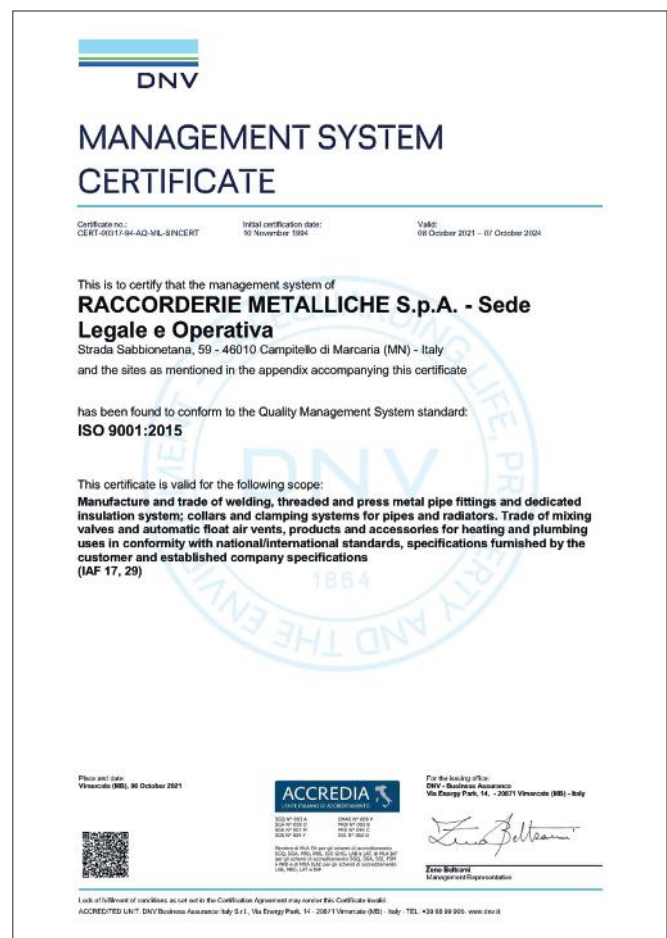 DNV
MANAGEMENT SYSTEM
CERTIFICATE
Certificate no.:
CERT-00317-94-AQ-MIL-SINCERT
Initial certification date:
10 November 1994
Valid:
08 October 2021 – 07 October 2024
This is to certify that the management system of
RACCORDERIE METALLICHE S.p.A. - Sede
Legale e Operativa
Strada Sabbionetana, 59 - 46010 Campitello di Marcaria (MN) - Italy
and the sites as mentioned in the appendix accompanying this certificate
has been found to conform to the Quality Management System standard:
ISO 9001:2015
This certificate is valid for the following scope:
Manufacture and trade of welding, threaded and press metal pipe fittings and dedicated
insulation system; collars and clamping systems for pipes and radiators. Trade of mixing
valves and automatic float air vents, products and accessories for heating and plumbing
uses in conformity with national/international standards, specifications furnished by the
customer and established company specifications
(IAF 17, 29)
DNV
1864
Place and date:
Vimercate (MB), 06 October 2021
ACCREDIA
L'ENTE ITALIANO DI ACCREDITAMENTO
For the issuing office:
DNV - Business Assurance
Via Energy Park, 14, - 20871 Vimercate (MB) - Italy
Zeno Beltrami
Zeno Beltrami
Management Representative
Lack of fulfilment of conditions as set out in the Certification Agreement may render this Certificate invalid.
ACCREDITED UNIT: DNV Business Assurance Italy S.r.l., Via Energy Park, 14 - 20871 Vimercate (MB) - Italy - TEL: +39 68 99 905. www.dnv.it